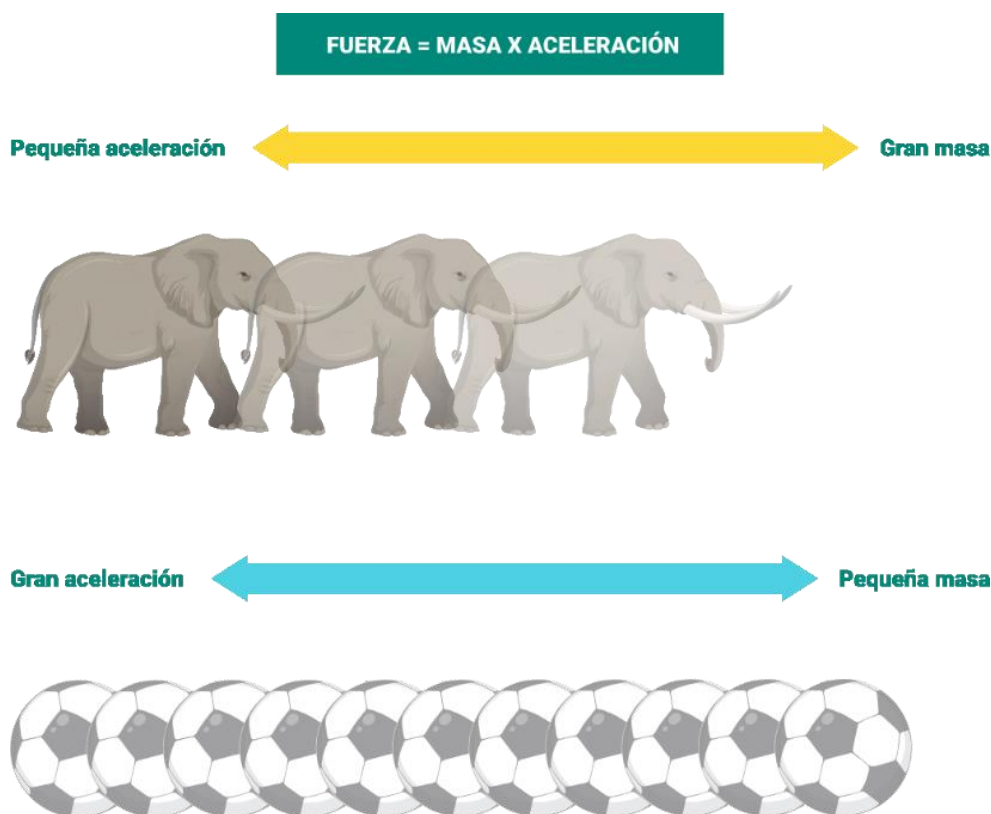 FUERZA = MASA X ACELERACIÓN
Pequeña aceleración
Gran masa
Gran aceleración
Pequeña masa